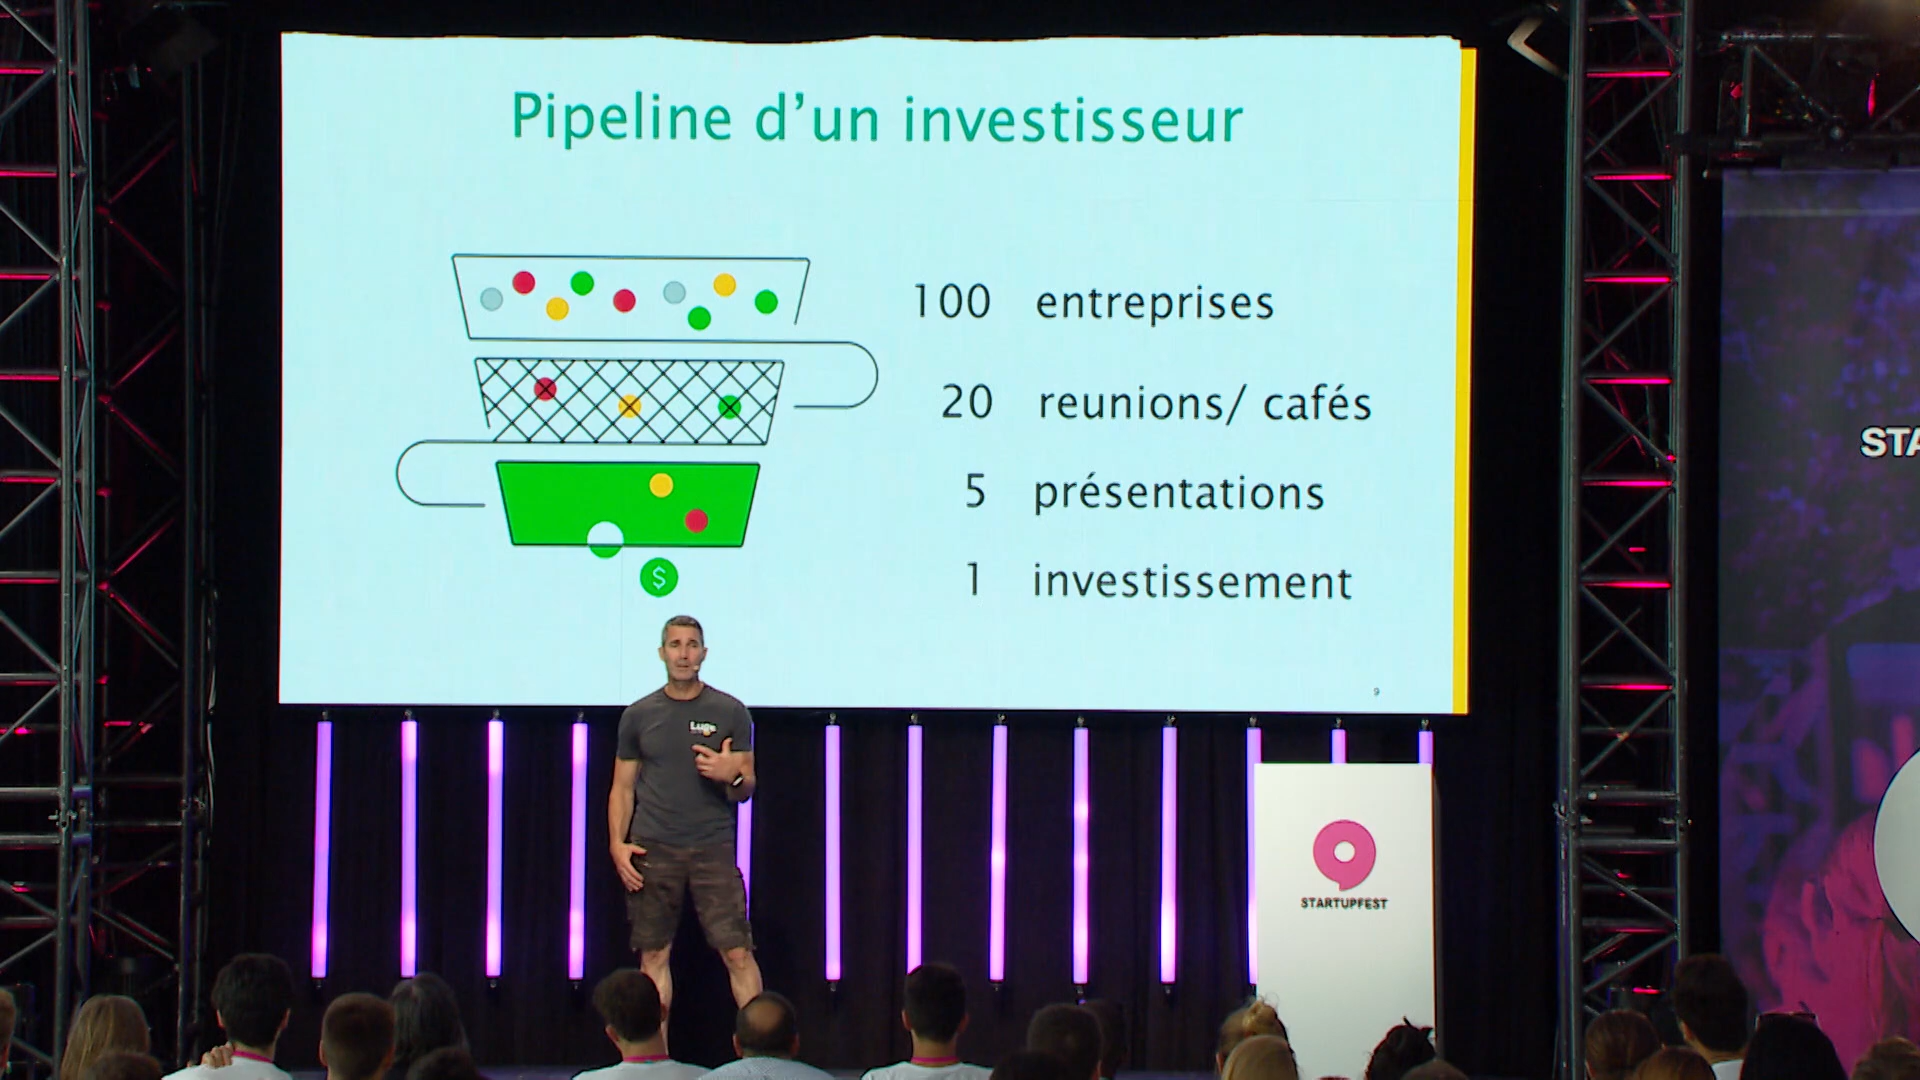 Pipeline d'un investisseur
100 entreprises
20 reunions/ cafés
5 présentations
1 investissement
$
9
STARTUPFEST
STA